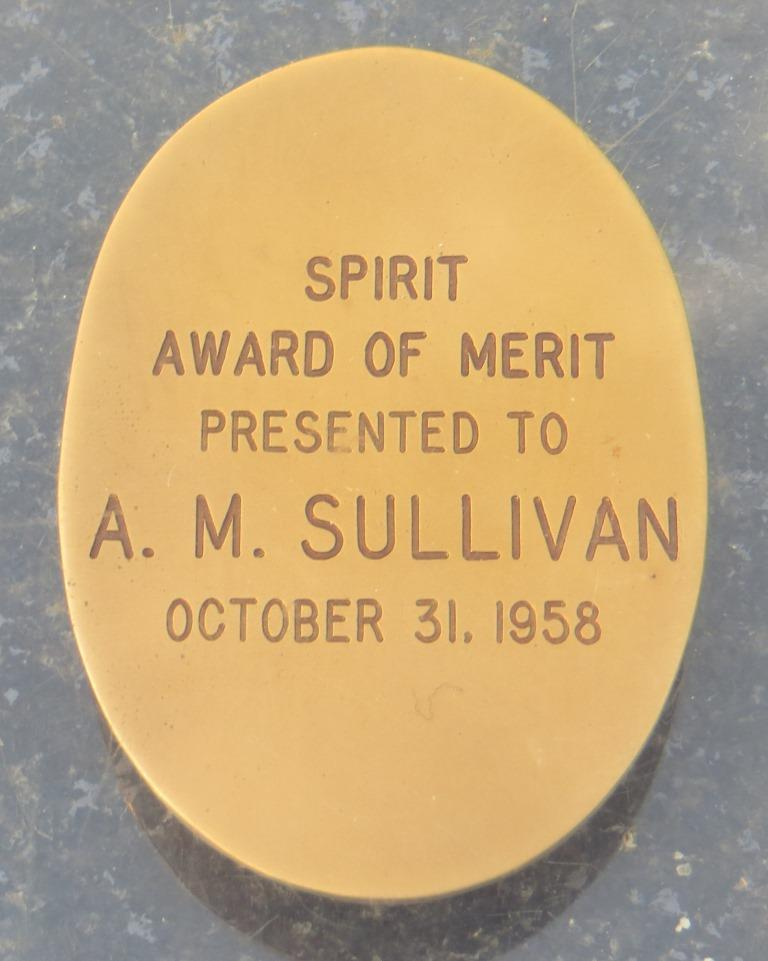 SPIRIT
AWARD OF MERIT
PRESENTED TO
A. M. SULLIVAN
OCTOBER 31, 1958